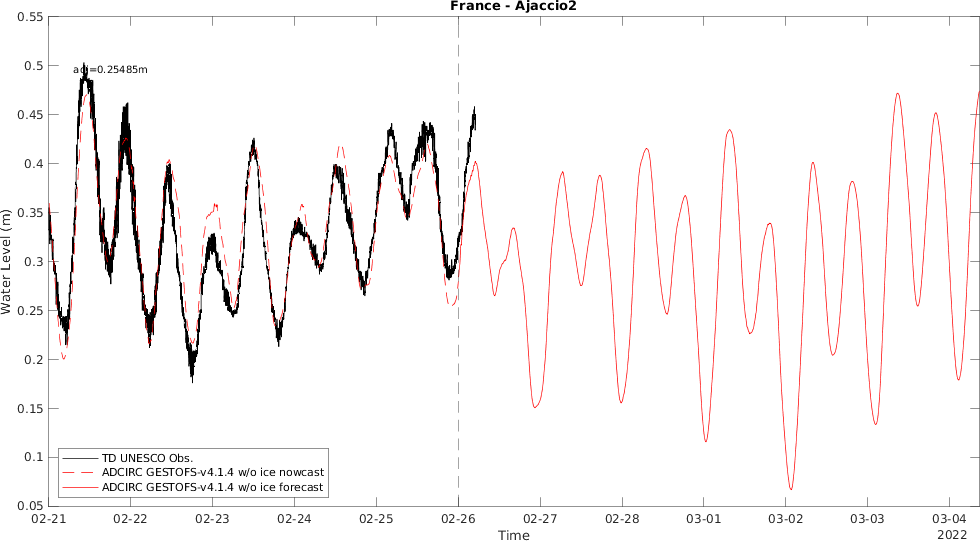 France - Ajaccio2
0.55
0.5
0.45
0.4
0.35
0.3
0.25
0.2
0.15
0.1
0.05
Water Level (m)
adj=0.25485m
TD UNESCO Obs.
ADCIRC GESTOFS-v4.1.4 w/o ice nowcast
ADCIRC GESTOFS-v4.1.4 w/o ice forecast
02-21 02-22 02-23 02-24 02-25 02-26 02-27 02-28 03-01 03-02 03-03 03-04
2022
Time